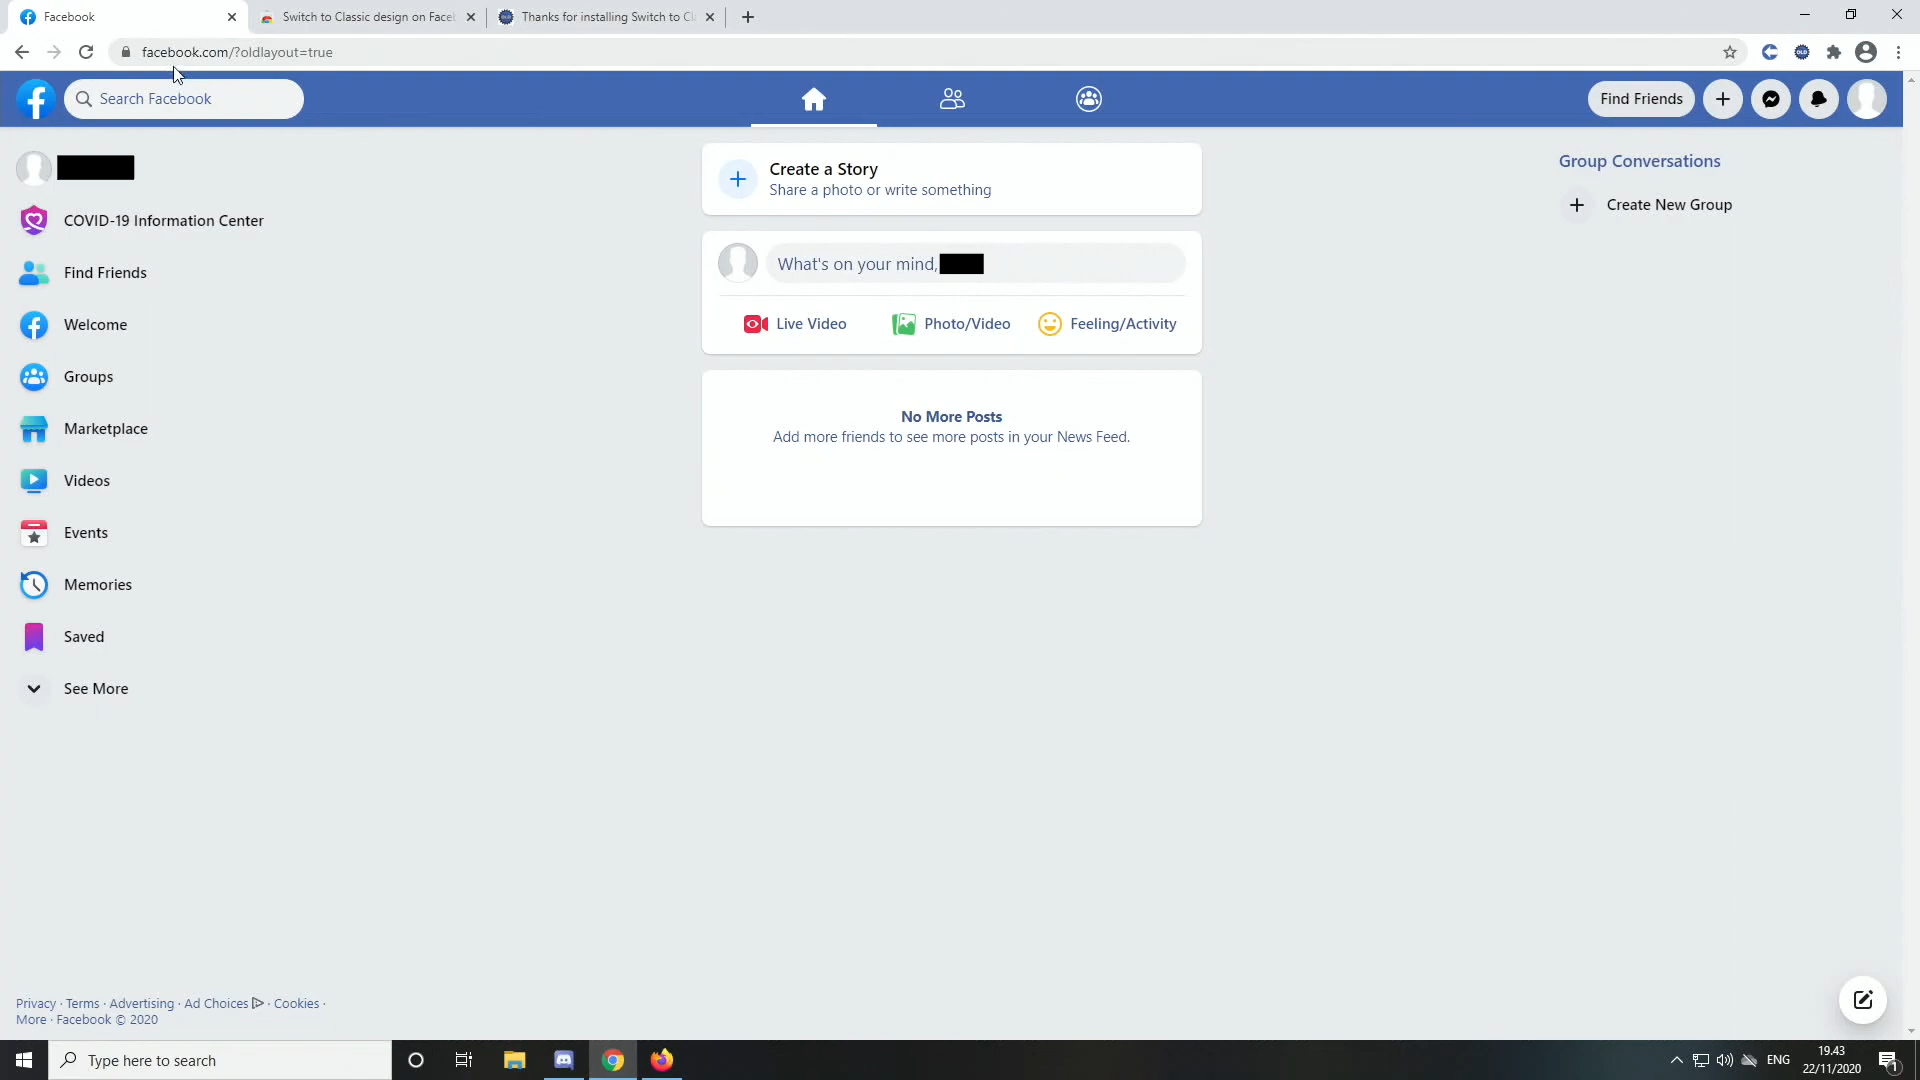 Facebook
Switch to Classic design on Faceb
Thanks for installing Switch to Cl
facebook.com/?oldlayout=true
Search Facebook
Find Friends
COVID-19 Information Center
Find Friends
Welcome
Groups
Marketplace
Videos
Events
Memories
Saved
See More
Create a Story
Share a photo or write something
What's on your mind,
Live Video
Photo/Video
Feeling/Activity
No More Posts
Add more friends to see more posts in your News Feed.
Group Conversations
Create New Group
Privacy · Terms · Advertising · Ad Choices · Cookies ·
More · Facebook © 2020
Type here to search
ENG
19.43
22/11/2020
1